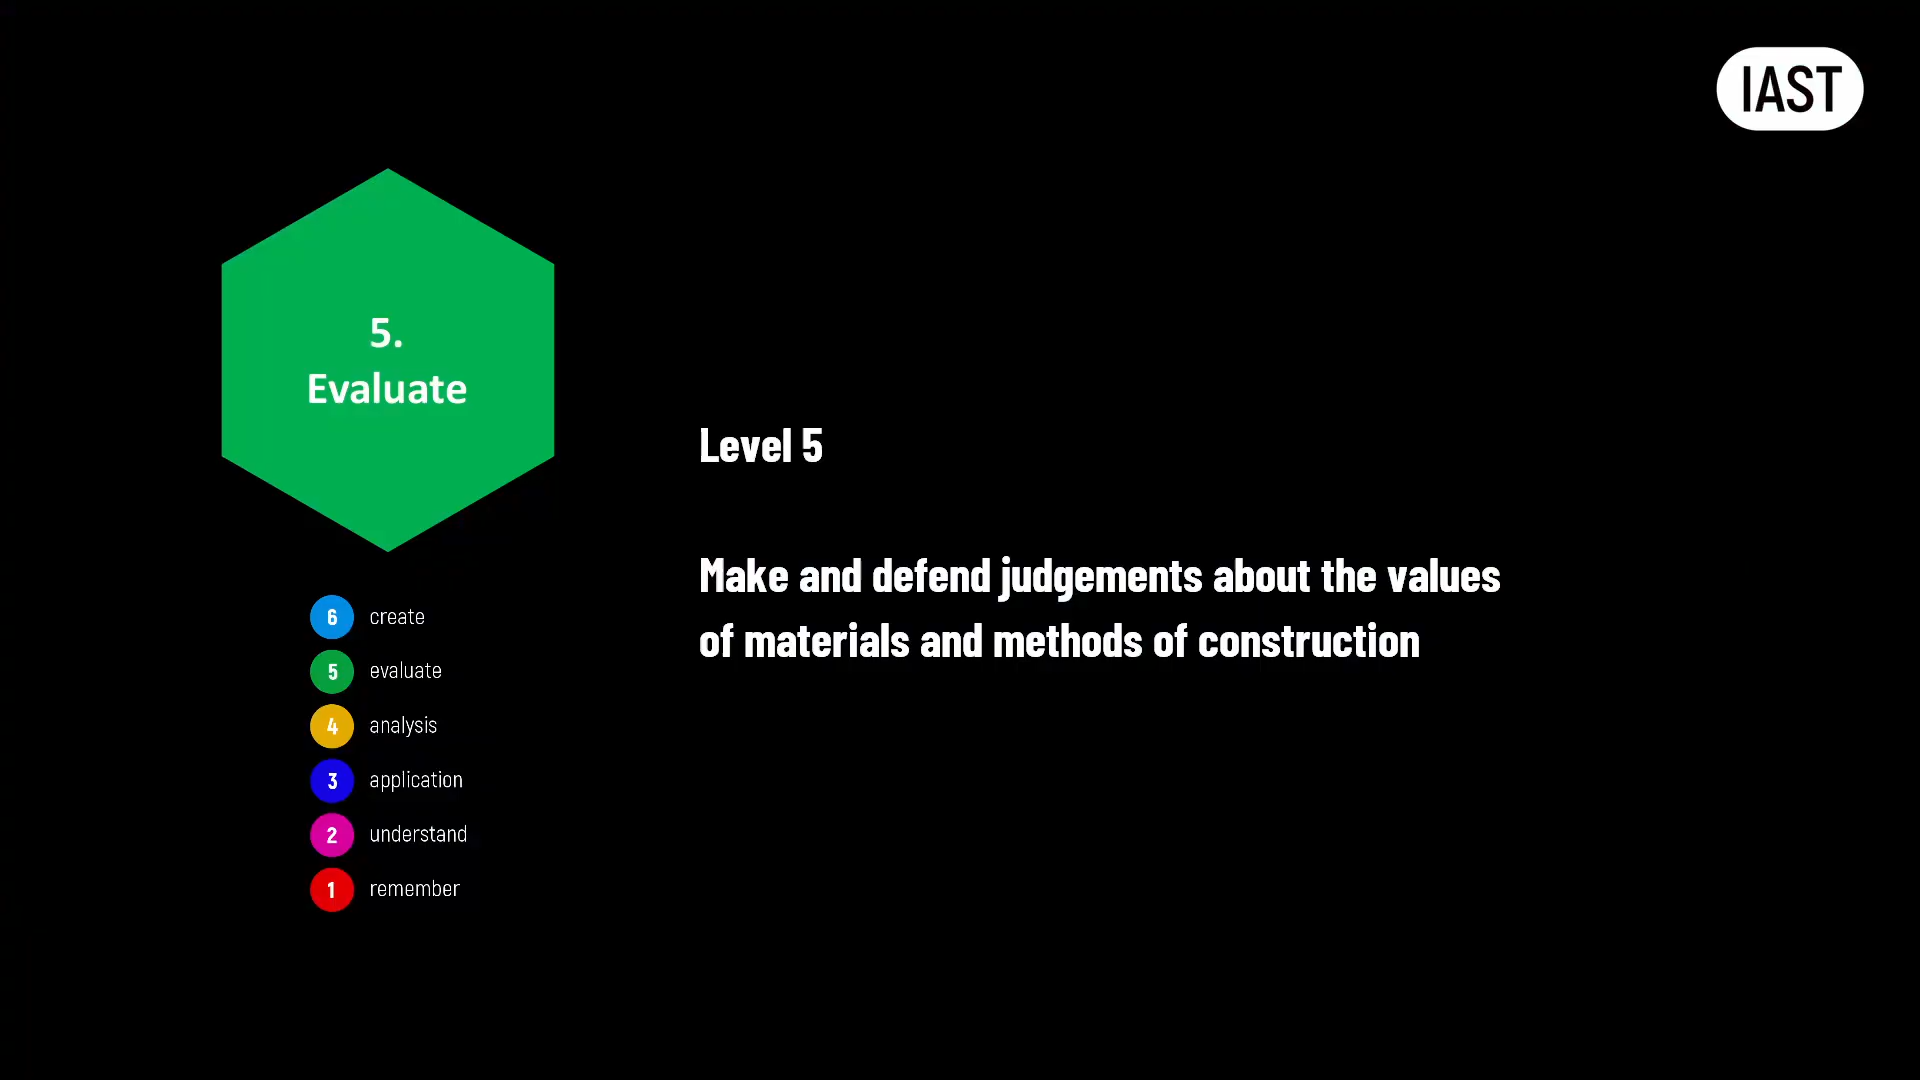 IAST
5.
Evaluate
Level 5
Make and defend judgements about the values
of materials and methods of construction
6 create
5 evaluate
4 analysis
3 application
2 understand
1 remember